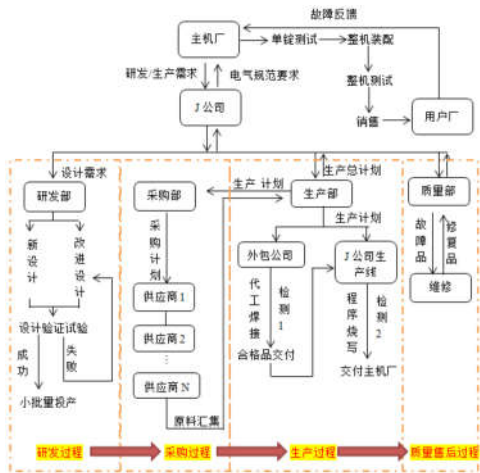 故障反馈
主机厂
单锭测试
整机装配
研发/生产需求
电气规范要求
整机测试
J公司
销售
用户厂
设计需求
生产总计划
研发部
采购部
生产 计划
生产部
质量部
生产计划
新设计
改进设计
采购计划
外包公司
J公司生产线
故障品
修复品
供应商1
代工焊接
检测1
程序烧写
检测2
维修
设计验证试验
供应商2
成功
失败
合格品交付
交付主机厂
供应商N
小批量投产
原料汇集
研发过程
采购过程
生产过程
质量售后过程